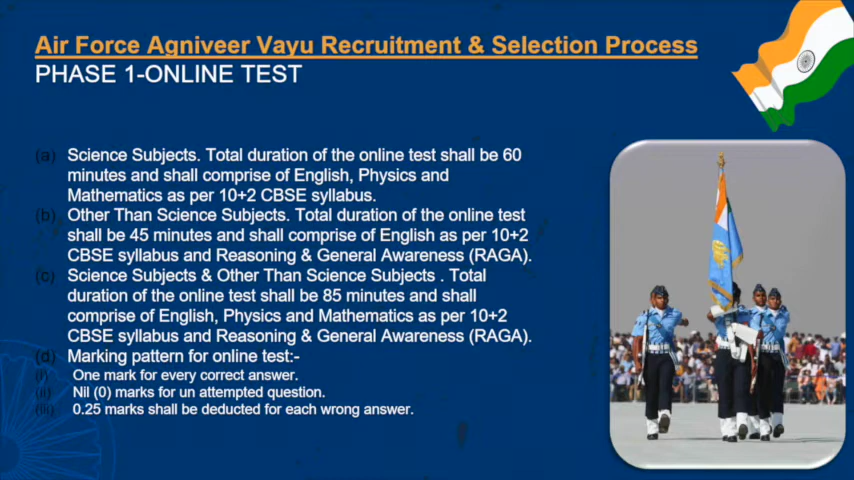 Air Force Agniveer Vayu Recruitment & Selection Process
PHASE 1-ONLINE TEST
(a) Science Subjects. Total duration of the online test shall be 60
minutes and shall comprise of English, Physics and
Mathematics as per 10+2 CBSE syllabus.
(b) Other Than Science Subjects. Total duration of the online test
shall be 45 minutes and shall comprise of English as per 10+2
CBSE syllabus and Reasoning & General Awareness (RAGA).
(c) Science Subjects & Other Than Science Subjects . Total
duration of the online test shall be 85 minutes and shall
comprise of English, Physics and Mathematics as per 10+2
CBSE syllabus and Reasoning & General Awareness (RAGA).
(d) Marking pattern for online test:-
(i) One mark for every correct answer.
(ii) Nil (0) marks for un attempted question.
(iii) 0.25 marks shall be deducted for each wrong answer.